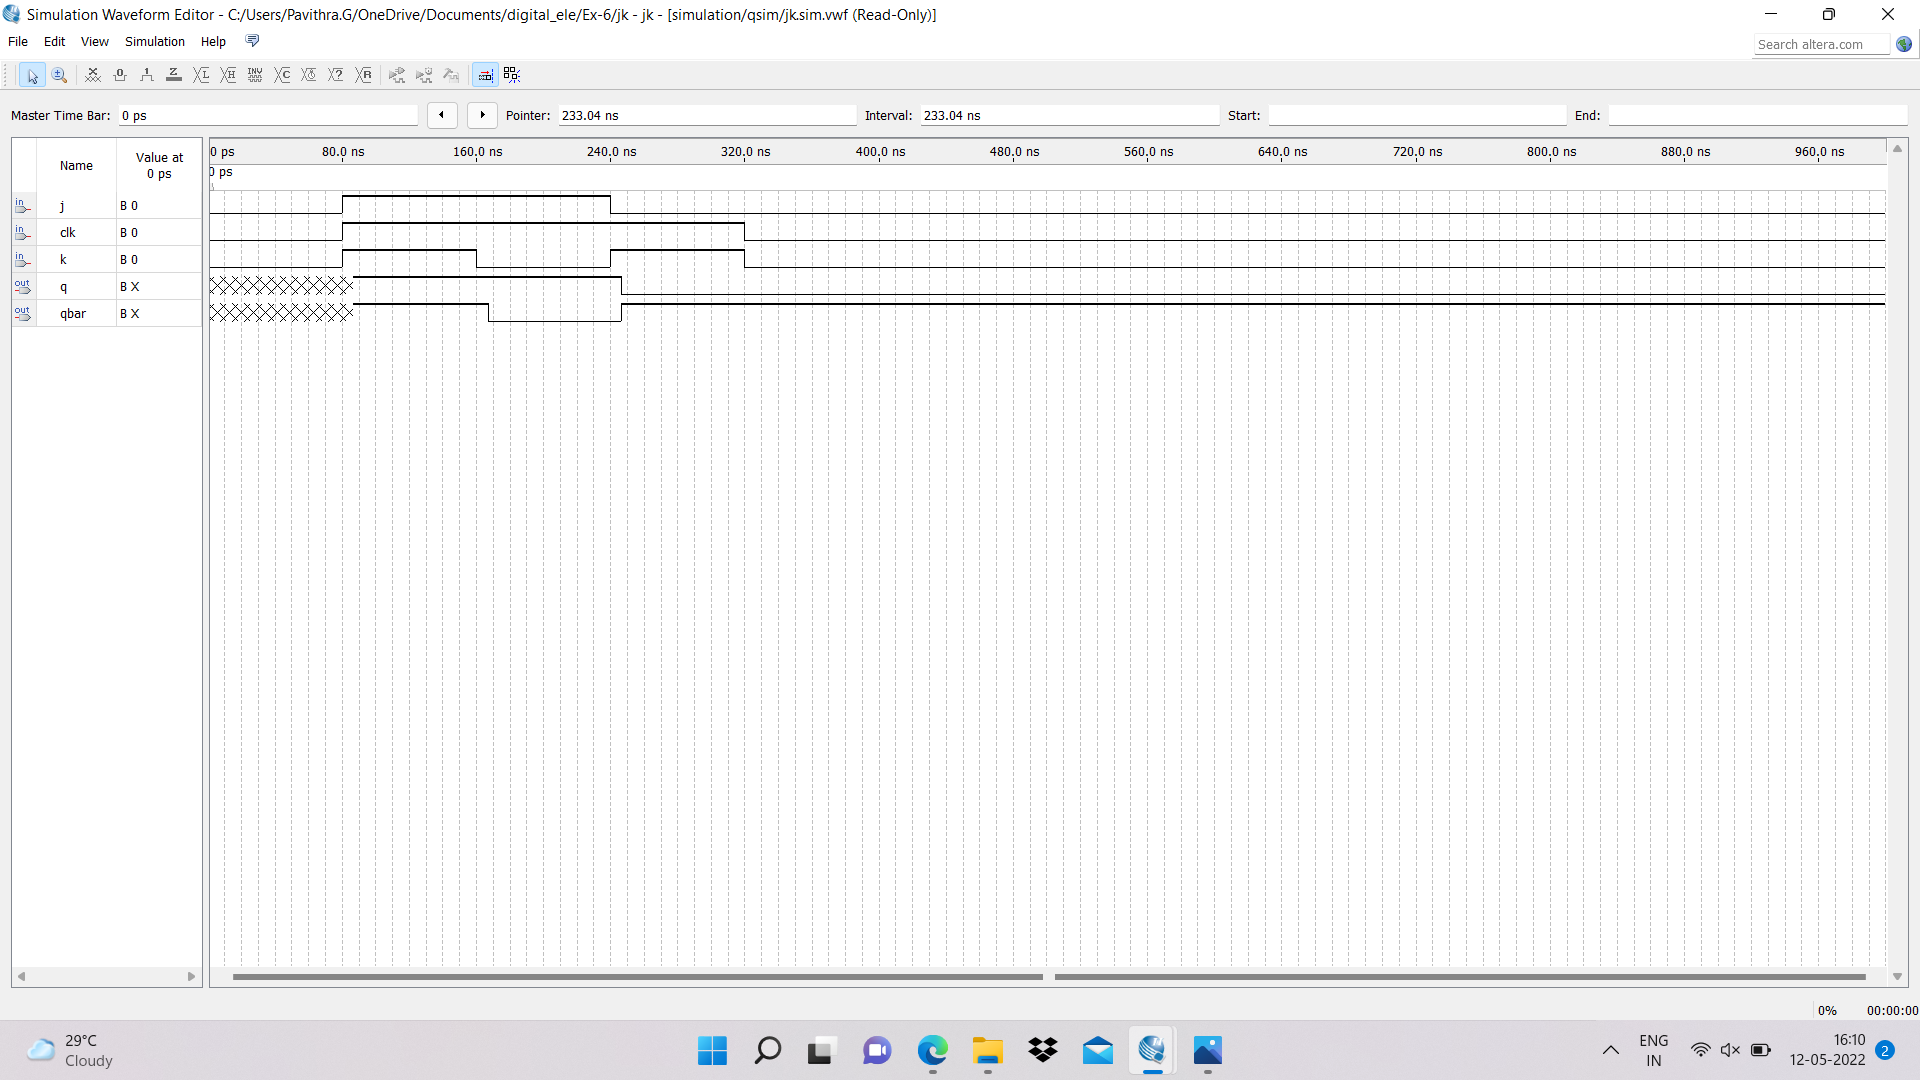 Simulation Waveform Editor - C:/Users/Pavithra.G/OneDrive/Documents/digital_ele/Ex-6/jk - jk - [simulation/qsim/jk.sim.vwf (Read-Only)]
File Edit View Simulation Help
Search altera.com
Master Time Bar: 0 ps Pointer: 233.04 ns Interval: 233.04 ns Start: End:
Name Value at 0 ps
0 ps 80.0 ns 160.0 ns 240.0 ns 320.0 ns 400.0 ns 480.0 ns 560.0 ns 640.0 ns 720.0 ns 800.0 ns 880.0 ns 960.0 ns
0 ps
in j B 0
in clk B 0
in k B 0
out q B X
out qbar B X
0% 00:00:00
29°C
Cloudy
ENG
IN
16:10
12-05-2022
2